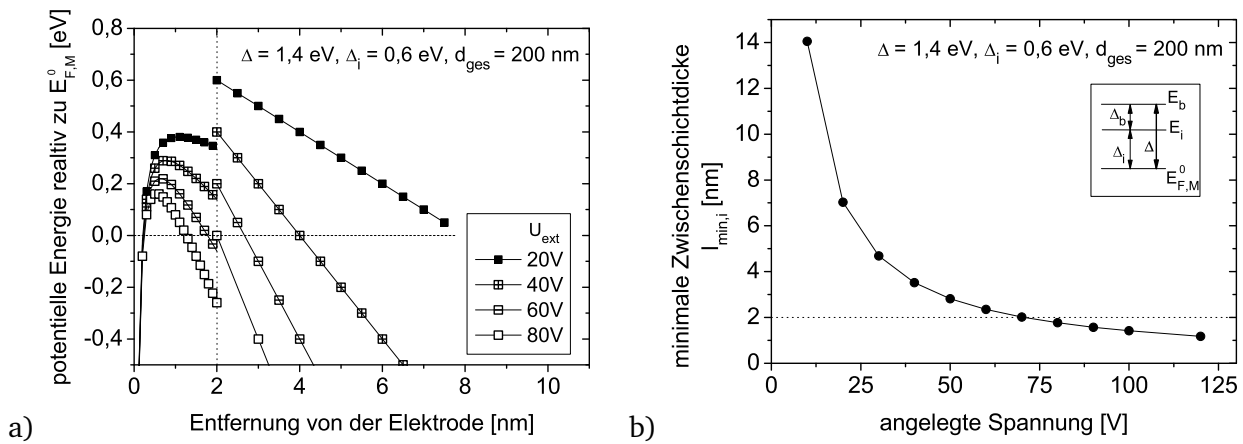 potentielle Energie realtiv zu E⁰F,M [eV]
0,8
0,6
0,4
0,2
0,0
-0,2
-0,4
Δ = 1,4 eV, Δi = 0,6 eV, dges = 200 nm
Uext
20V
40V
60V
80V
0
2
4
6
8
10
Entfernung von der Elektrode [nm]
a)
minimale Zwischenschichtdicke
lmin,i [nm]
14
12
10
8
6
4
2
0
Δ = 1,4 eV, Δi = 0,6 eV, dges = 200 nm
Eb
Δb
Ei
Δi
Δ
E⁰F,M
0
25
50
75
100
125
angelegte Spannung [V]
b)